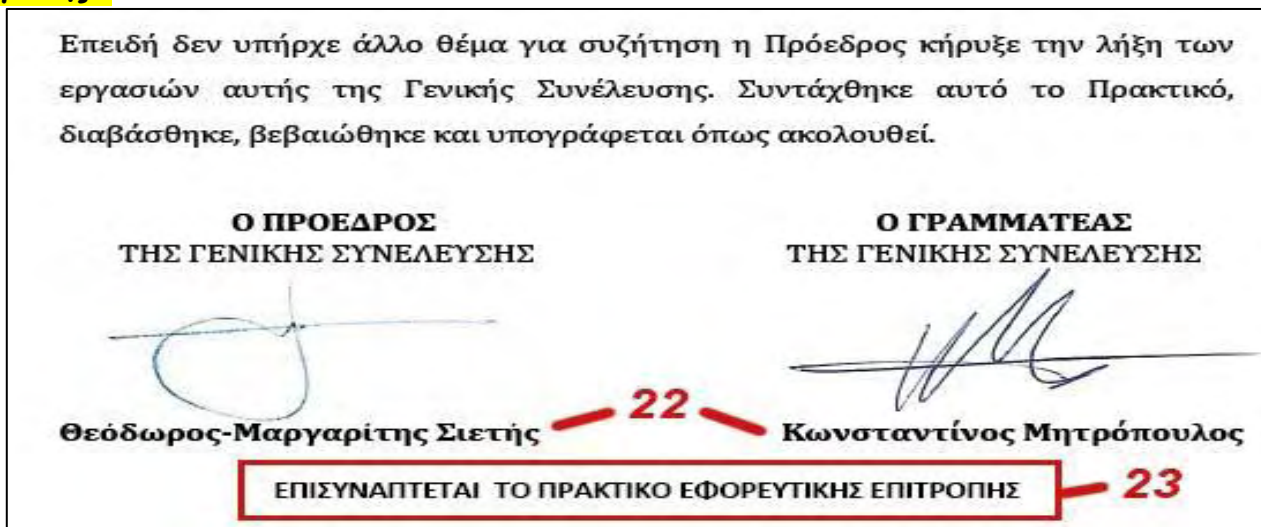 Επειδή δεν υπήρχε άλλο θέμα για συζήτηση η Πρόεδρος κήρυξε την λήξη των
εργασιών αυτής της Γενικής Συνέλευσης. Συντάχθηκε αυτό το Πρακτικό,
διαβάσθηκε, βεβαιώθηκε και υπογράφεται όπως ακολουθεί.
Ο ΠΡΟΕΔΡΟΣ Ο ΓΡΑΜΜΑΤΕΑΣ
ΤΗΣ ΓΕΝΙΚΗΣ ΣΥΝΕΛΕΥΣΗΣ ΤΗΣ ΓΕΝΙΚΗΣ ΣΥΝΕΛΕΥΣΗΣ
22
Θεόδωρος-Μαργαρίτης Σιετής Κωνσταντίνος Μητρόπουλος
ΕΠΙΣΥΝΑΠΤΕΤΑΙ ΤΟ ΠΡΑΚΤΙΚΟ ΕΦΟΡΕΥΤΙΚΗΣ ΕΠΙΤΡΟΠΗΣ 23